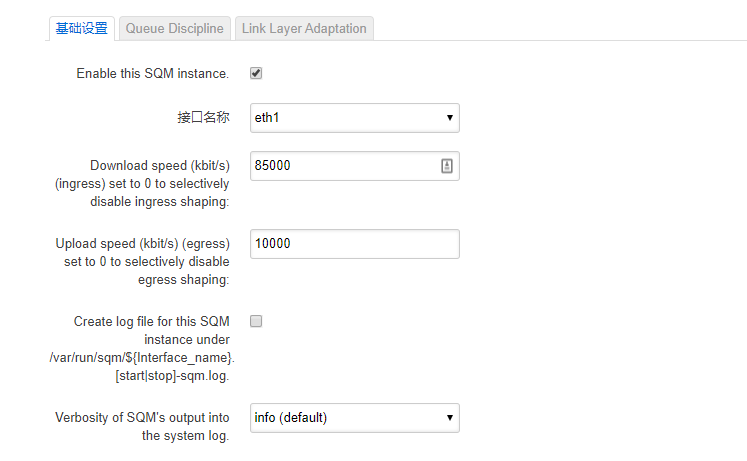 基础设置 Queue Discipline Link Layer Adaptation
Enable this SQM instance.
接口名称 eth1
Download speed (kbit/s) 85000
(ingress) set to 0 to selectively
disable ingress shaping:
Upload speed (kbit/s) (egress) 10000
set to 0 to selectively disable
egress shaping:
Create log file for this SQM
instance under
/var/run/sqm/${Interface_name}.
[start|stop]-sqm.log.
Verbosity of SQM's output into info (default)
the system log.